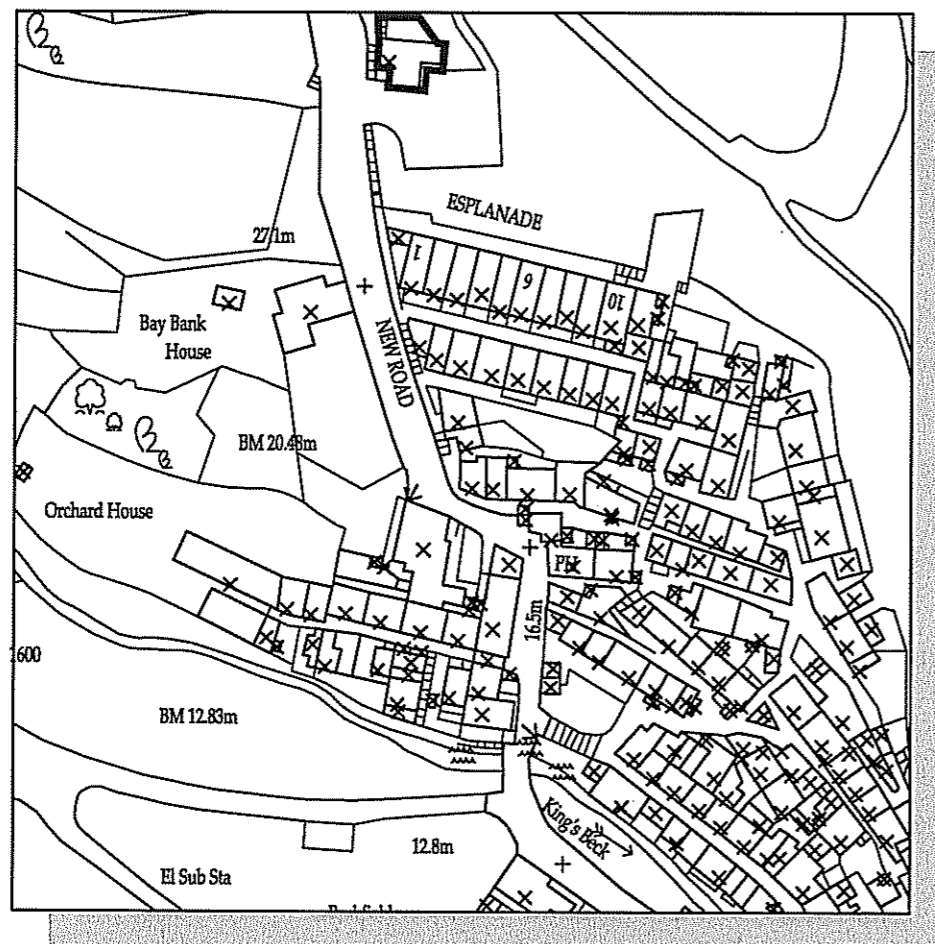 ESPLANADE
27.1m
1
6
10
Bay Bank
House
NEW ROAD
BM 20.48m
Orchard House
PH
16.5m
1600
BM 12.83m
King's Beck
12.8m
El Sub Sta